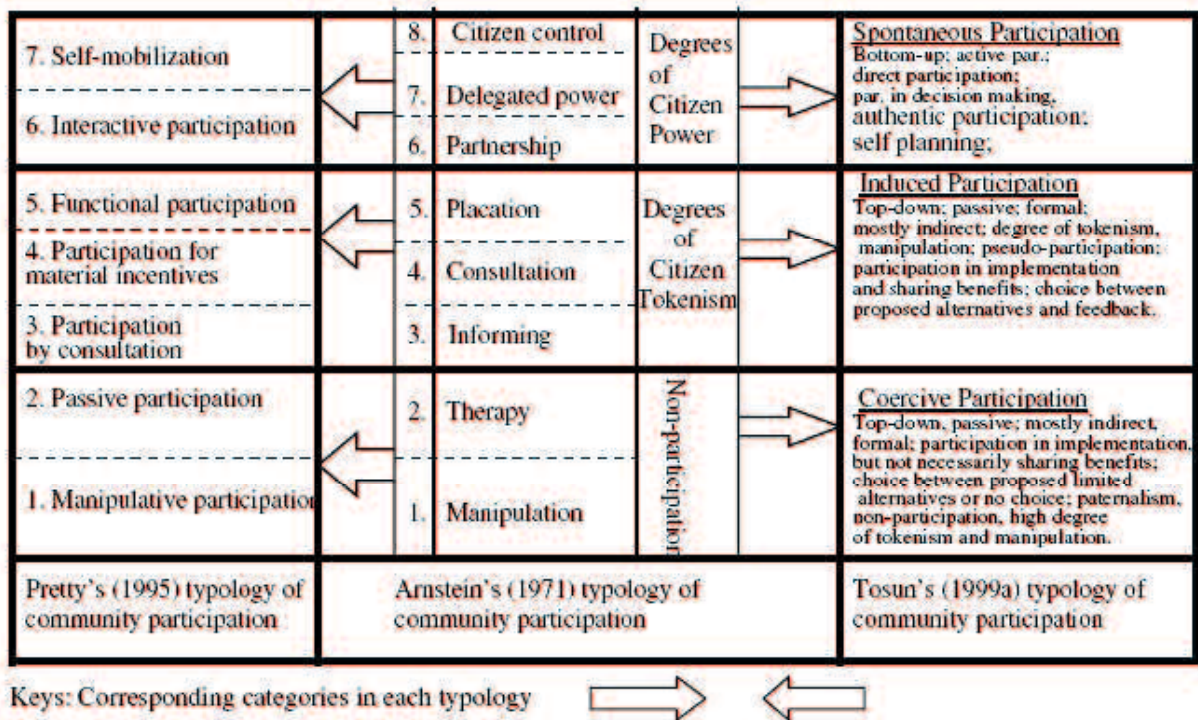 7. Self-mobilization
6. Interactive participation
8. Citizen control
7. Delegated power
6. Partnership
Degrees
of
Citizen
Power
Spontaneous Participation
Bottom-up; active par.;
direct participation;
par. in decision making,
authentic participation;
self planning;
5. Functional participation
4. Participation for
material incentives
3. Participation
by consultation
5. Placation
4. Consultation
3. Informing
Degrees
of
Citizen
Tokenism
Induced Participation
Top-down; passive; formal;
mostly indirect; degree of tokenism,
manipulation; pseudo-participation;
participation in implementation
and sharing benefits; choice between
proposed alternatives and feedback.
2. Passive participation
1. Manipulative participation
2. Therapy
1. Manipulation
Non-participation
Coercive Participation
Top-down, passive; mostly indirect,
formal; participation in implementation,
but not necessarily sharing benefits;
choice between proposed limited
alternatives or no choice; paternalism,
non-participation, high degree
of tokenism and manipulation.
Pretty's (1995) typology of
community participation
Arnstein's (1971) typology of
community participation
Tosun's (1999a) typology of
community participation
Keys: Corresponding categories in each typology